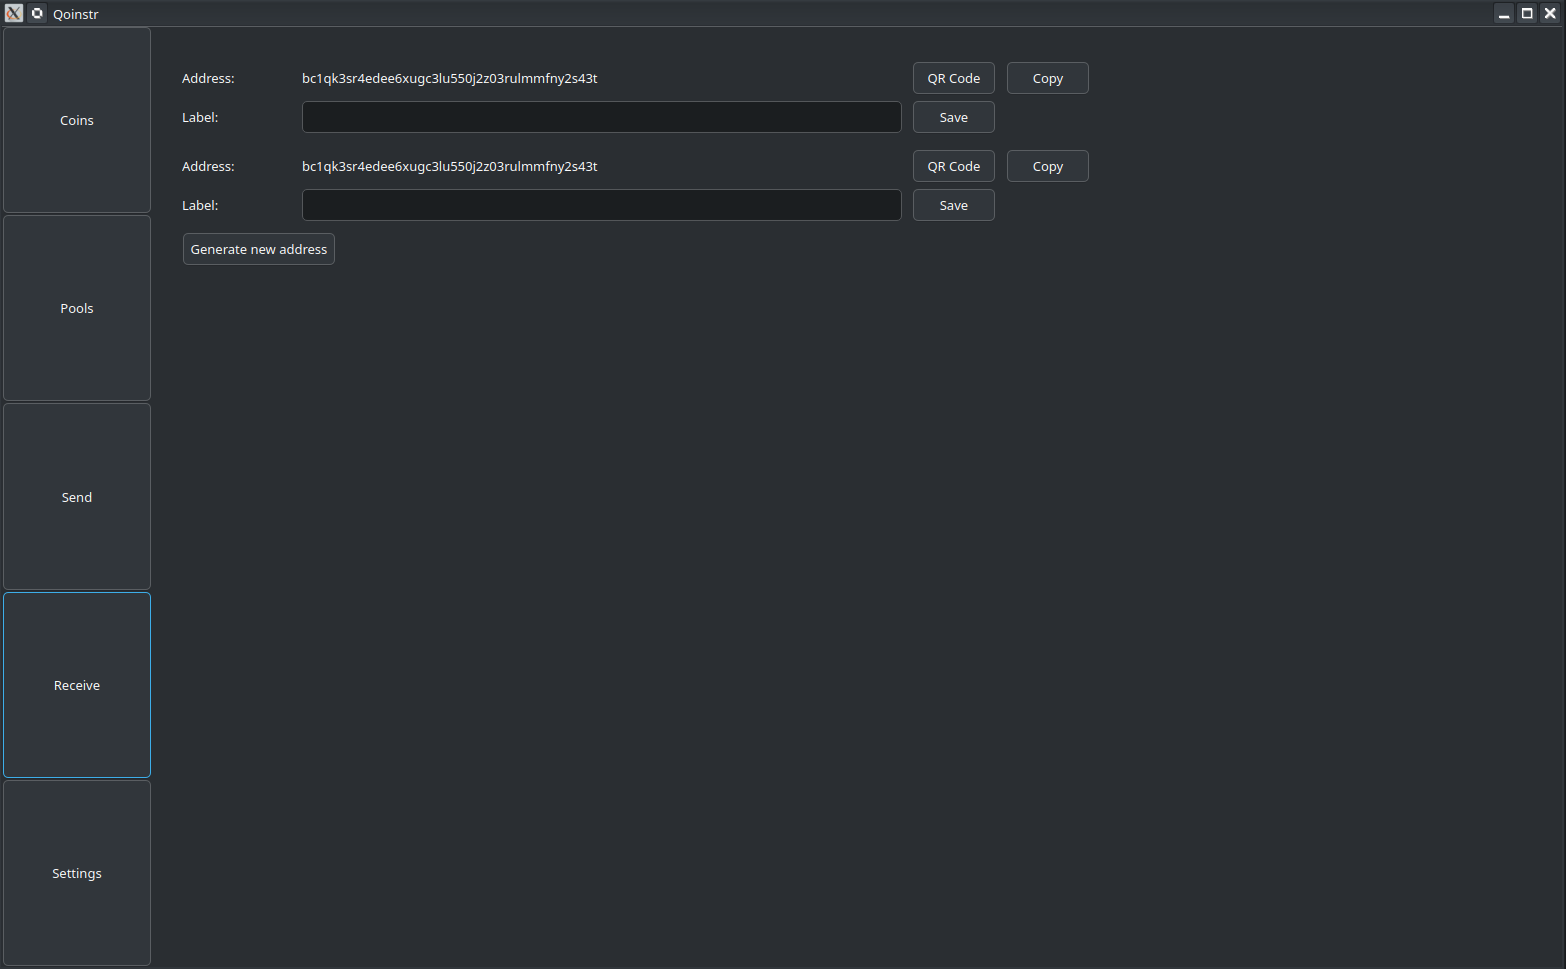 Qoinstr
Coins
Pools
Send
Receive
Settings
Address: bc1qk3sr4edee6xugc3lu550j2z03rulmmfny2s43t QR Code Copy
Label: Save
Address: bc1qk3sr4edee6xugc3lu550j2z03rulmmfny2s43t QR Code Copy
Label: Save
Generate new address